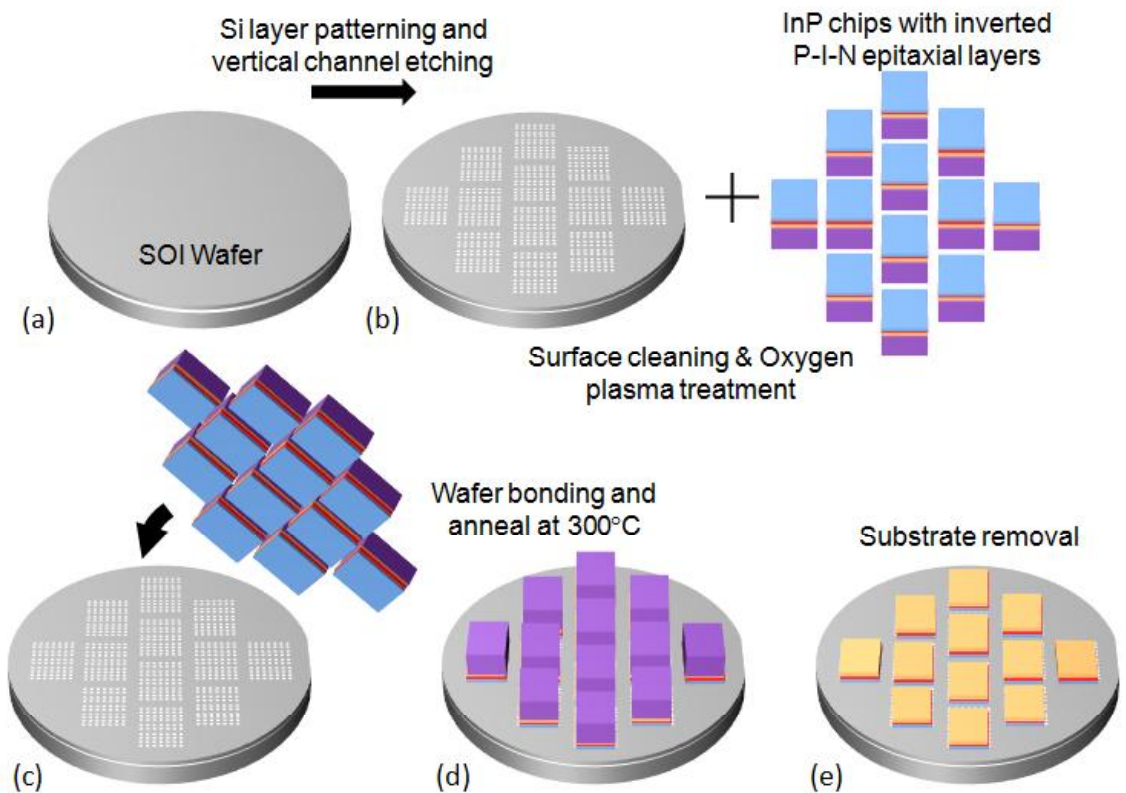 Si layer patterning and
vertical channel etching
InP chips with inverted
P-I-N epitaxial layers
SOI Wafer
(a)
(b)
Surface cleaning & Oxygen
plasma treatment
Wafer bonding and
anneal at 300°C
Substrate removal
(c)
(d)
(e)